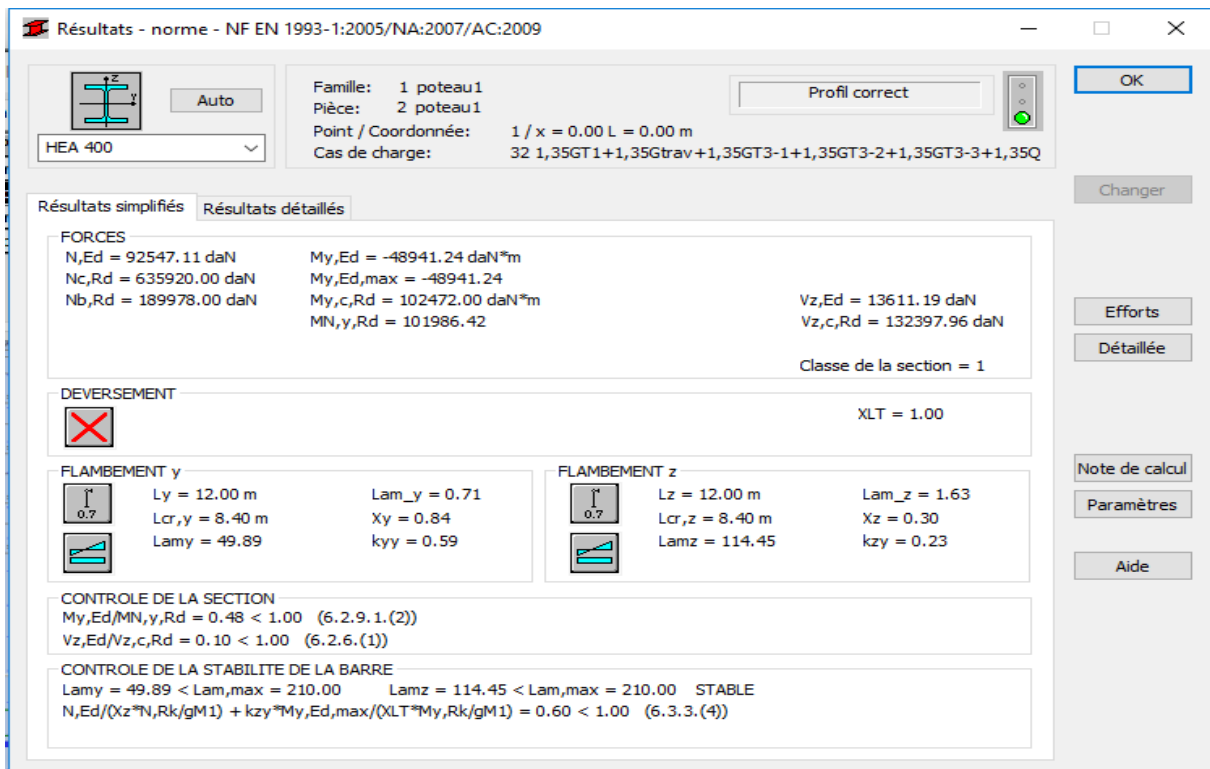 Résultats - norme - NF EN 1993-1:2005/NA:2007/AC:2009
z
y
Auto
HEA 400
Famille: 1 poteau1
Pièce: 2 poteau1
Point / Coordonnée: 1 / x = 0.00 L = 0.00 m
Cas de charge: 32 1,35GT1+1,35Gtrav+1,35GT3-1+1,35GT3-2+1,35GT3-3+1,35Q
Profil correct
OK
Changer
Résultats simplifiés Résultats détaillés
FORCES
N,Ed = 92547.11 daN My,Ed = -48941.24 daN*m
Nc,Rd = 635920.00 daN My,Ed,max = -48941.24
Nb,Rd = 189978.00 daN My,c,Rd = 102472.00 daN*m Vz,Ed = 13611.19 daN
MN,y,Rd = 101986.42 Vz,c,Rd = 132397.96 daN
Classe de la section = 1
Efforts
Détaillée
DEVERSEMENT
XLT = 1.00
FLAMBEMENT y
0.7
Ly = 12.00 m Lam_y = 0.71
Lcr,y = 8.40 m Xy = 0.84
Lamy = 49.89 kyy = 0.59
FLAMBEMENT z
0.7
Lz = 12.00 m Lam_z = 1.63
Lcr,z = 8.40 m Xz = 0.30
Lamz = 114.45 kzy = 0.23
Note de calcul
Paramètres
Aide
CONTROLE DE LA SECTION
My,Ed/MN,y,Rd = 0.48 < 1.00 (6.2.9.1.(2))
Vz,Ed/Vz,c,Rd = 0.10 < 1.00 (6.2.6.(1))
CONTROLE DE LA STABILITE DE LA BARRE
Lamy = 49.89 < Lam,max = 210.00 Lamz = 114.45 < Lam,max = 210.00 STABLE
N,Ed/(Xz*N,Rk/gM1) + kzy*My,Ed,max/(XLT*My,Rk/gM1) = 0.60 < 1.00 (6.3.3.(4))